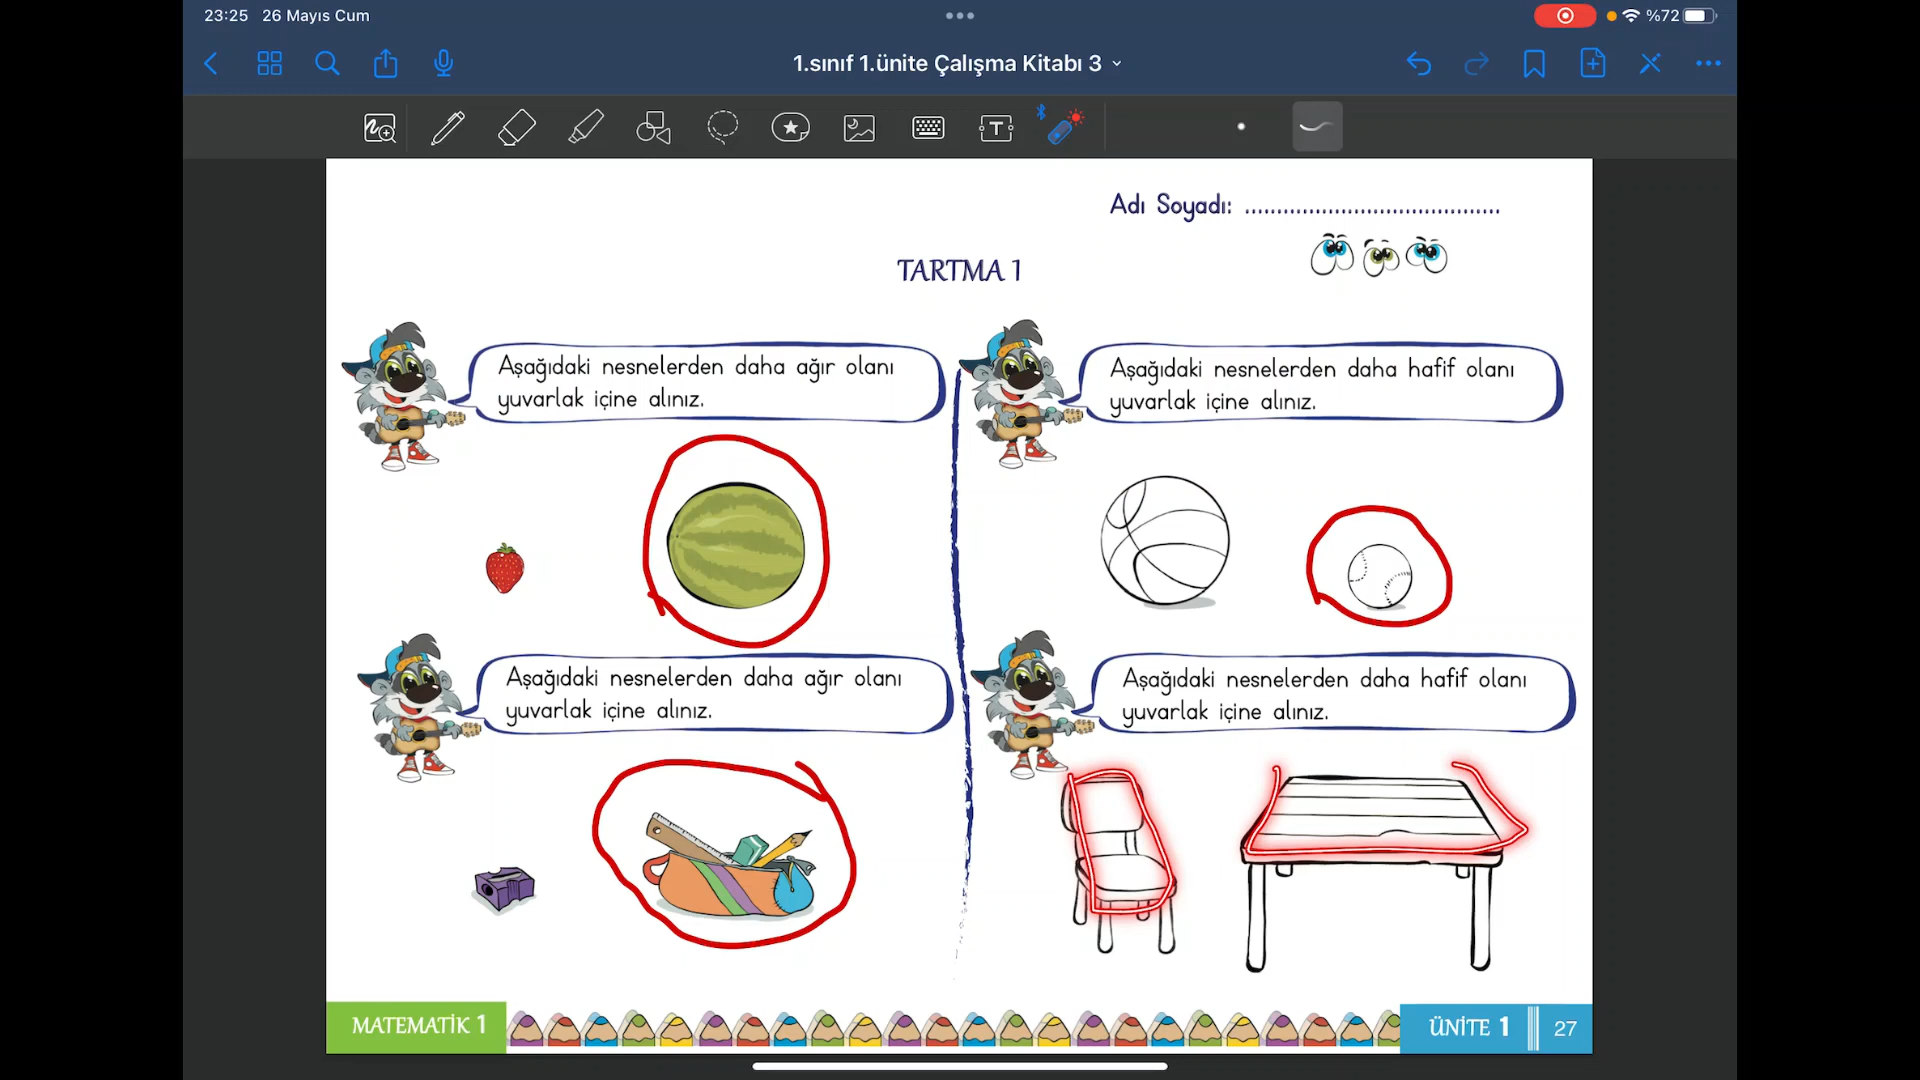 23:25 26 Mayıs Cum
%72
1.sınıf 1.ünite Çalışma Kitabı 3
T
Adı Soyadı: ........................................
TARTMA 1
Aşağıdaki nesnelerden daha ağır olanı
yuvarlak içine alınız.
Aşağıdaki nesnelerden daha hafif olanı
yuvarlak içine alınız.
Aşağıdaki nesnelerden daha ağır olanı
yuvarlak içine alınız.
Aşağıdaki nesnelerden daha hafif olanı
yuvarlak içine alınız.
MATEMATİK 1
ÜNİTE 1 27